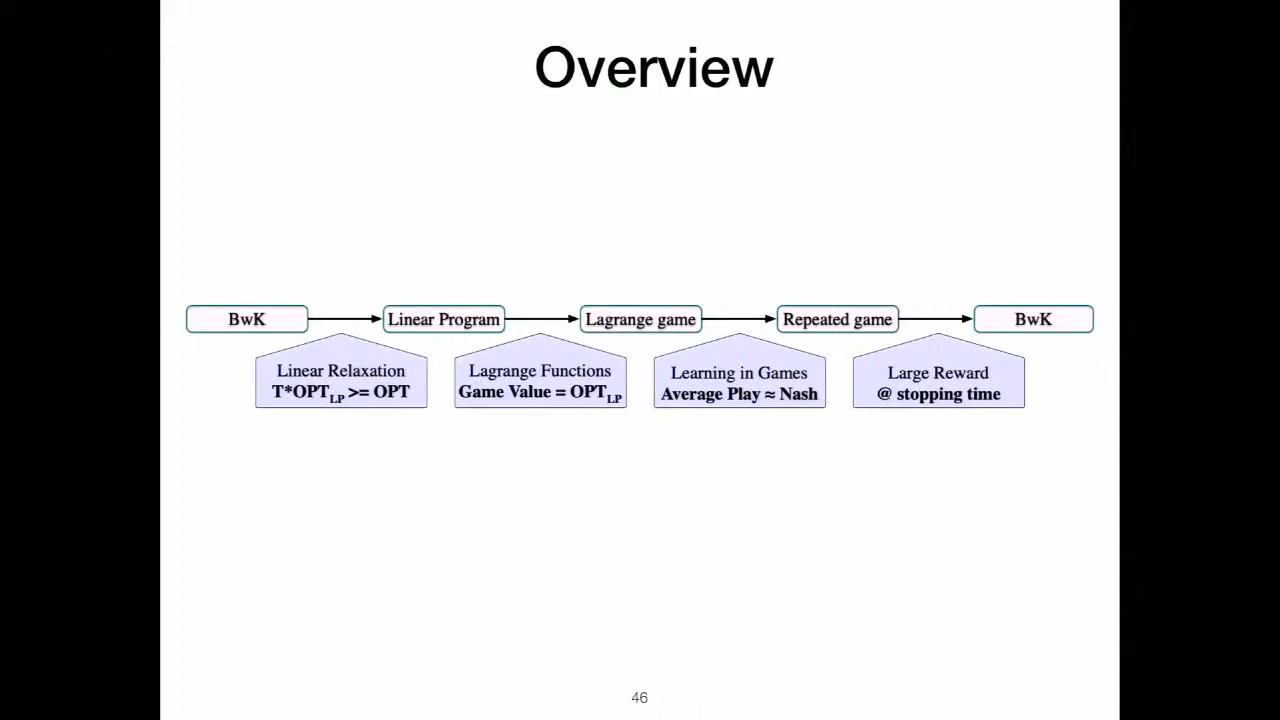 Overview
BwK
Linear Program
Lagrange game
Repeated game
BwK
Linear Relaxation
T*OPT_LP >= OPT
Lagrange Functions
Game Value = OPT_LP
Learning in Games
Average Play ≈ Nash
Large Reward
@ stopping time
46